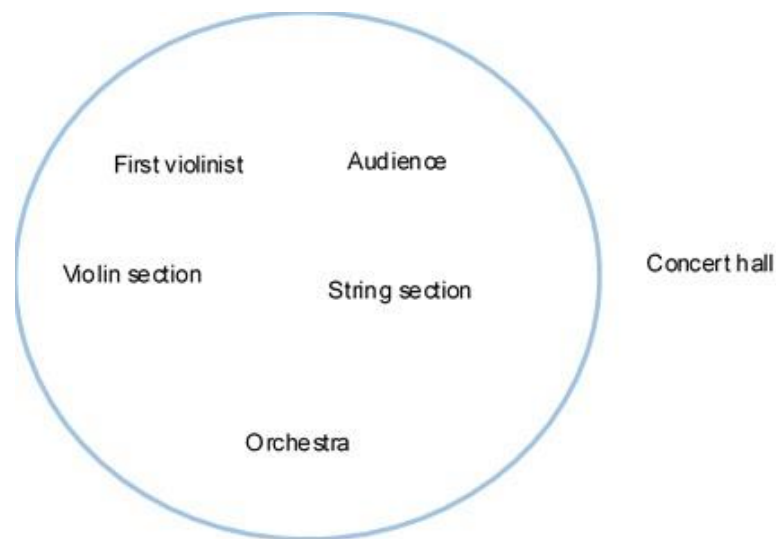 First violinist
Audience
Violin section
String section
Concert hall
Orchestra